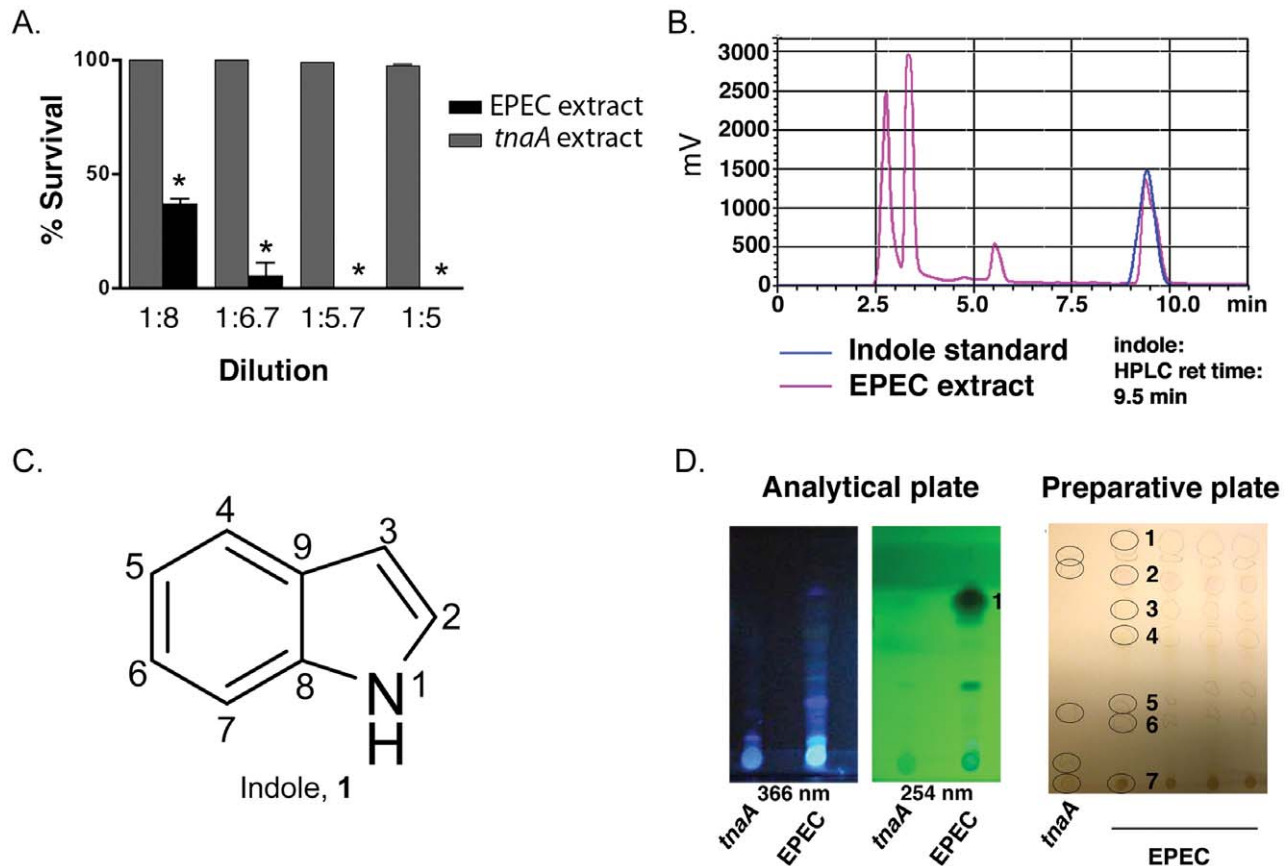 A.
100
50
0
% Survival
EPEC extract
tnaA extract
*
*
*
*
1:8 1:6.7 1:5.7 1:5
Dilution
B.
3000
2500
2000
1500
1000
500
0
mV
0 2.5 5.0 7.5 10.0 min
Indole standard
EPEC extract
indole:
HPLC ret time:
9.5 min
C.
4
3
9
5
2
6
8
1
7
N
H
Indole, 1
D.
Analytical plate
Preparative plate
1
1
2
3
4
5
6
7
366 nm
254 nm
tnaA
EPEC
tnaA
EPEC
tnaA
EPEC